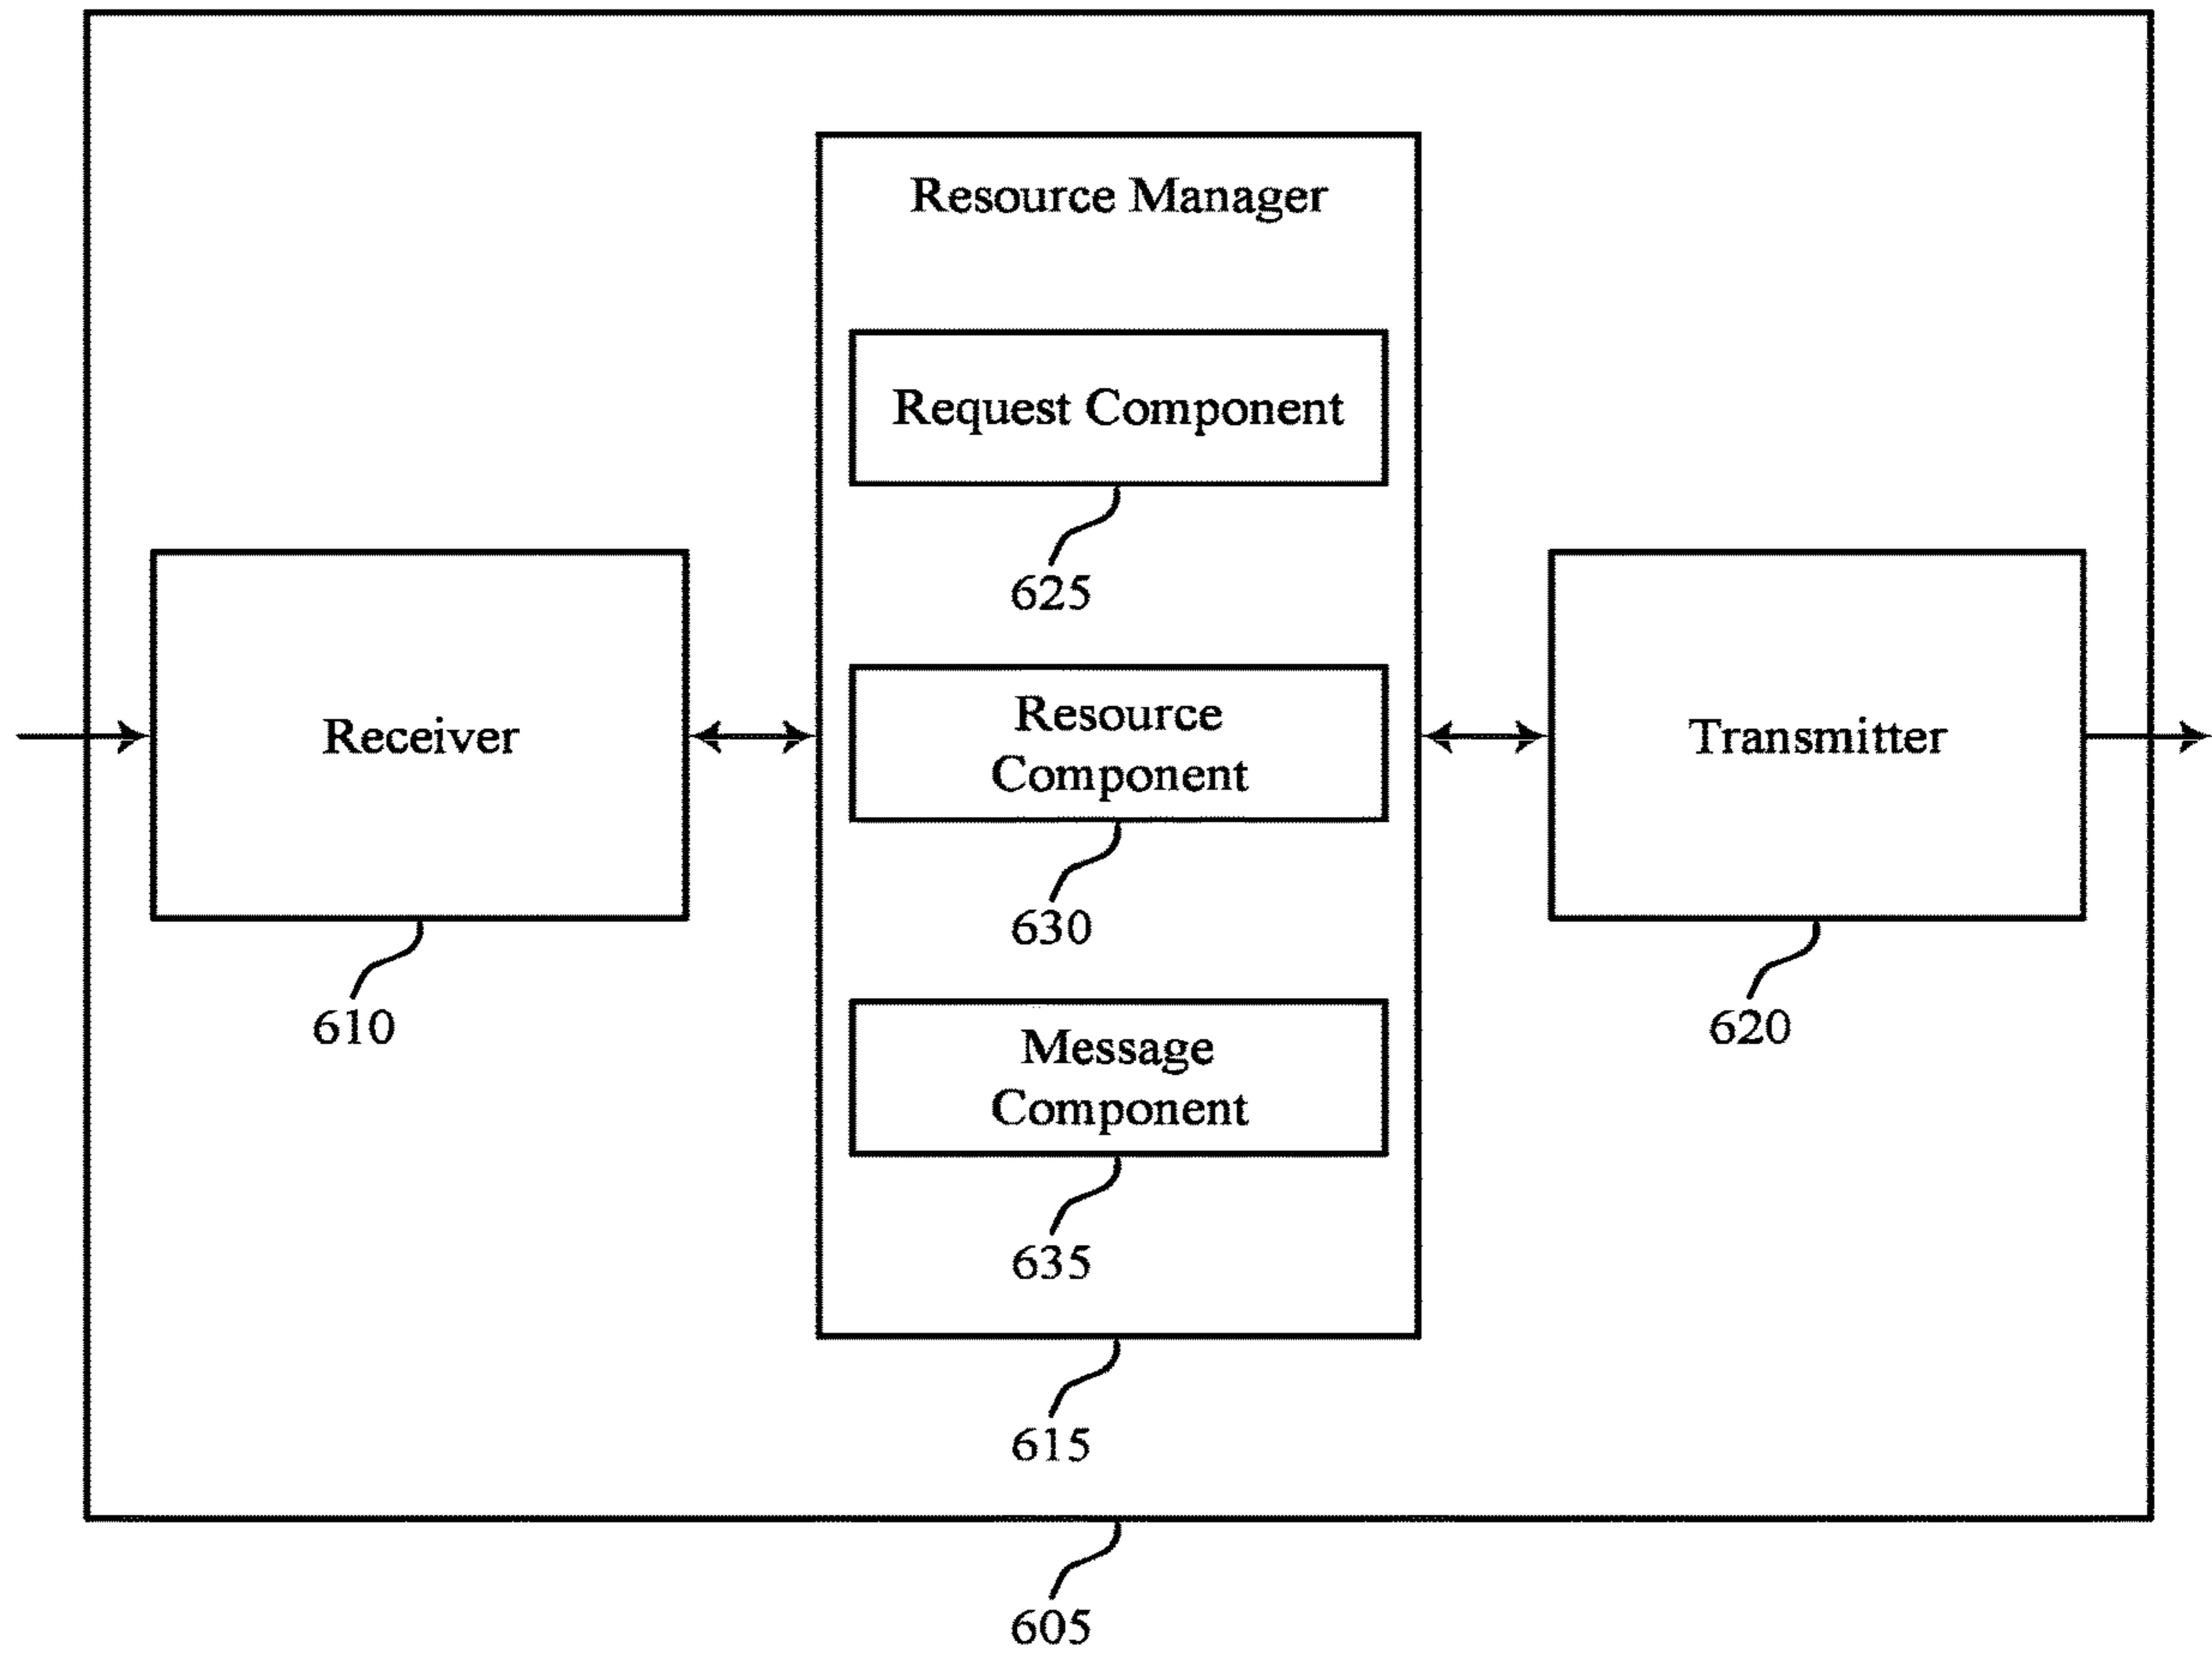 Resource Manager
Request Component
625
Receiver
610
Resource
Component
630
Transmitter
620
Message
Component
635
615
605